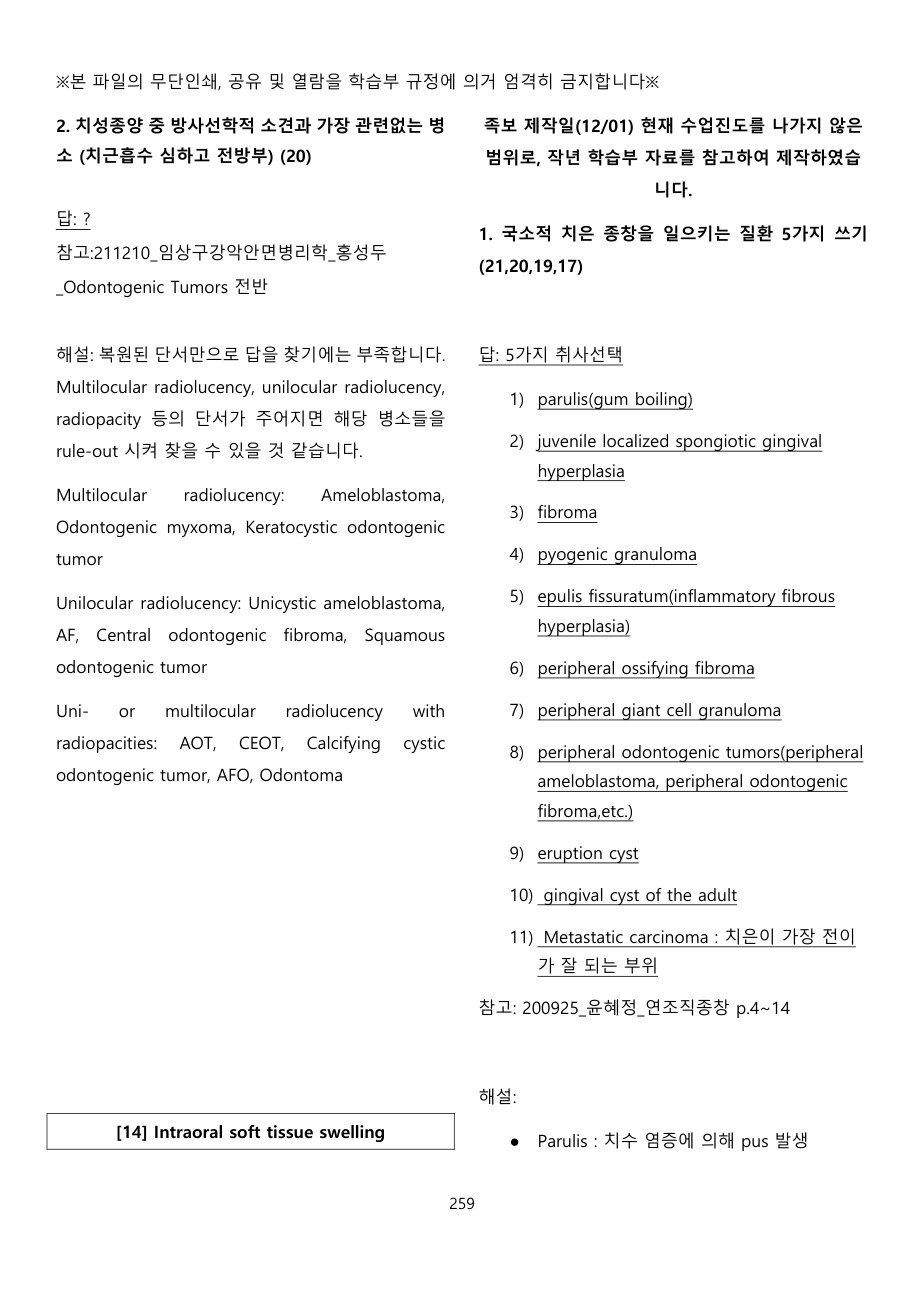 ※본 파일의 무단인쇄, 공유 및 열람을 학습부 규정에 의거 엄격히 금지합니다※
2. 치성종양 중 방사선학적 소견과 가장 관련없는 병
소 (치근흡수 심하고 전방부) (20)
답: ?
참고:211210_임상구강악안면병리학_홍성두
_Odontogenic Tumors 전반
해설: 복원된 단서만으로 답을 찾기에는 부족합니다.
Multilocular radiolucency, unilocular radiolucency,
radiopacity 등의 단서가 주어지면 해당 병소들을
rule-out 시켜 찾을 수 있을 것 같습니다.
Multilocular radiolucency: Ameloblastoma,
Odontogenic myxoma, Keratocystic odontogenic
tumor
Unilocular radiolucency: Unicystic ameloblastoma,
AF, Central odontogenic fibroma, Squamous
odontogenic tumor
Uni- or multilocular radiolucency with
radiopacities: AOT, CEOT, Calcifying cystic
odontogenic tumor, AFO, Odontoma
[14] Intraoral soft tissue swelling
족보 제작일(12/01) 현재 수업진도를 나가지 않은
범위로, 작년 학습부 자료를 참고하여 제작하였습
니다.
1. 국소적 치은 종창을 일으키는 질환 5가지 쓰기
(21,20,19,17)
답: 5가지 취사선택
1) parulis(gum boiling)
2) juvenile localized spongiotic gingival
hyperplasia
3) fibroma
4) pyogenic granuloma
5) epulis fissuratum(inflammatory fibrous
hyperplasia)
6) peripheral ossifying fibroma
7) peripheral giant cell granuloma
8) peripheral odontogenic tumors(peripheral
ameloblastoma, peripheral odontogenic
fibroma,etc.)
9) eruption cyst
10) gingival cyst of the adult
11) Metastatic carcinoma : 치은이 가장 전이
가 잘 되는 부위
참고: 200925_윤혜정_연조직종창 p.4~14
해설:
● Parulis : 치수 염증에 의해 pus 발생
259